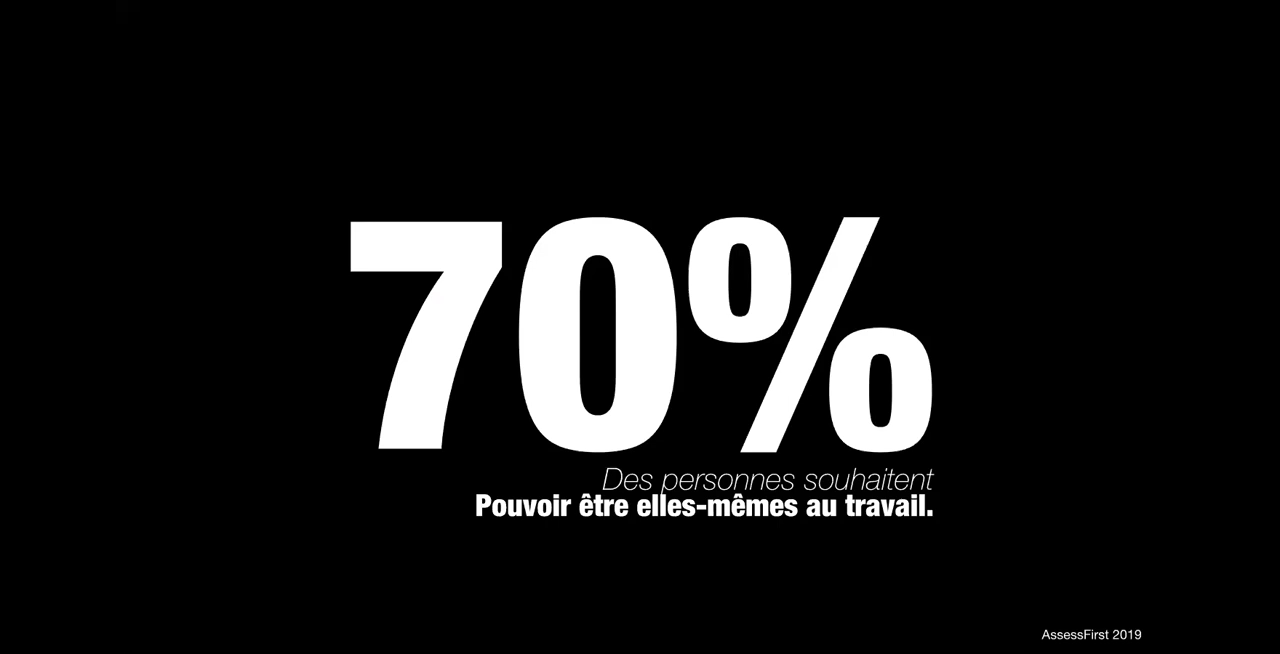 70%
Des personnes souhaitent
Pouvoir être elles-mêmes au travail.
AssessFirst 2019